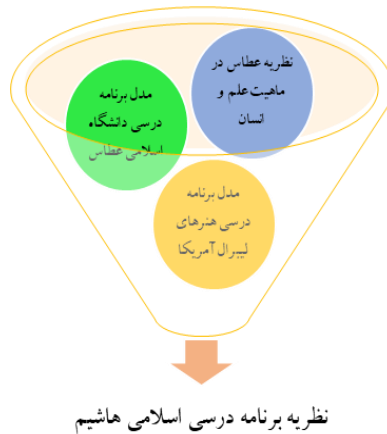 نظریه عطاس در
ماهیت علم و
انسان
مدل برنامه
درسی دانشگاه
اسلامی عطاس
مدل برنامه
درسی هنرهای
لیبرال آمریکا
نظریه برنامه درسی اسلامی هاشیم